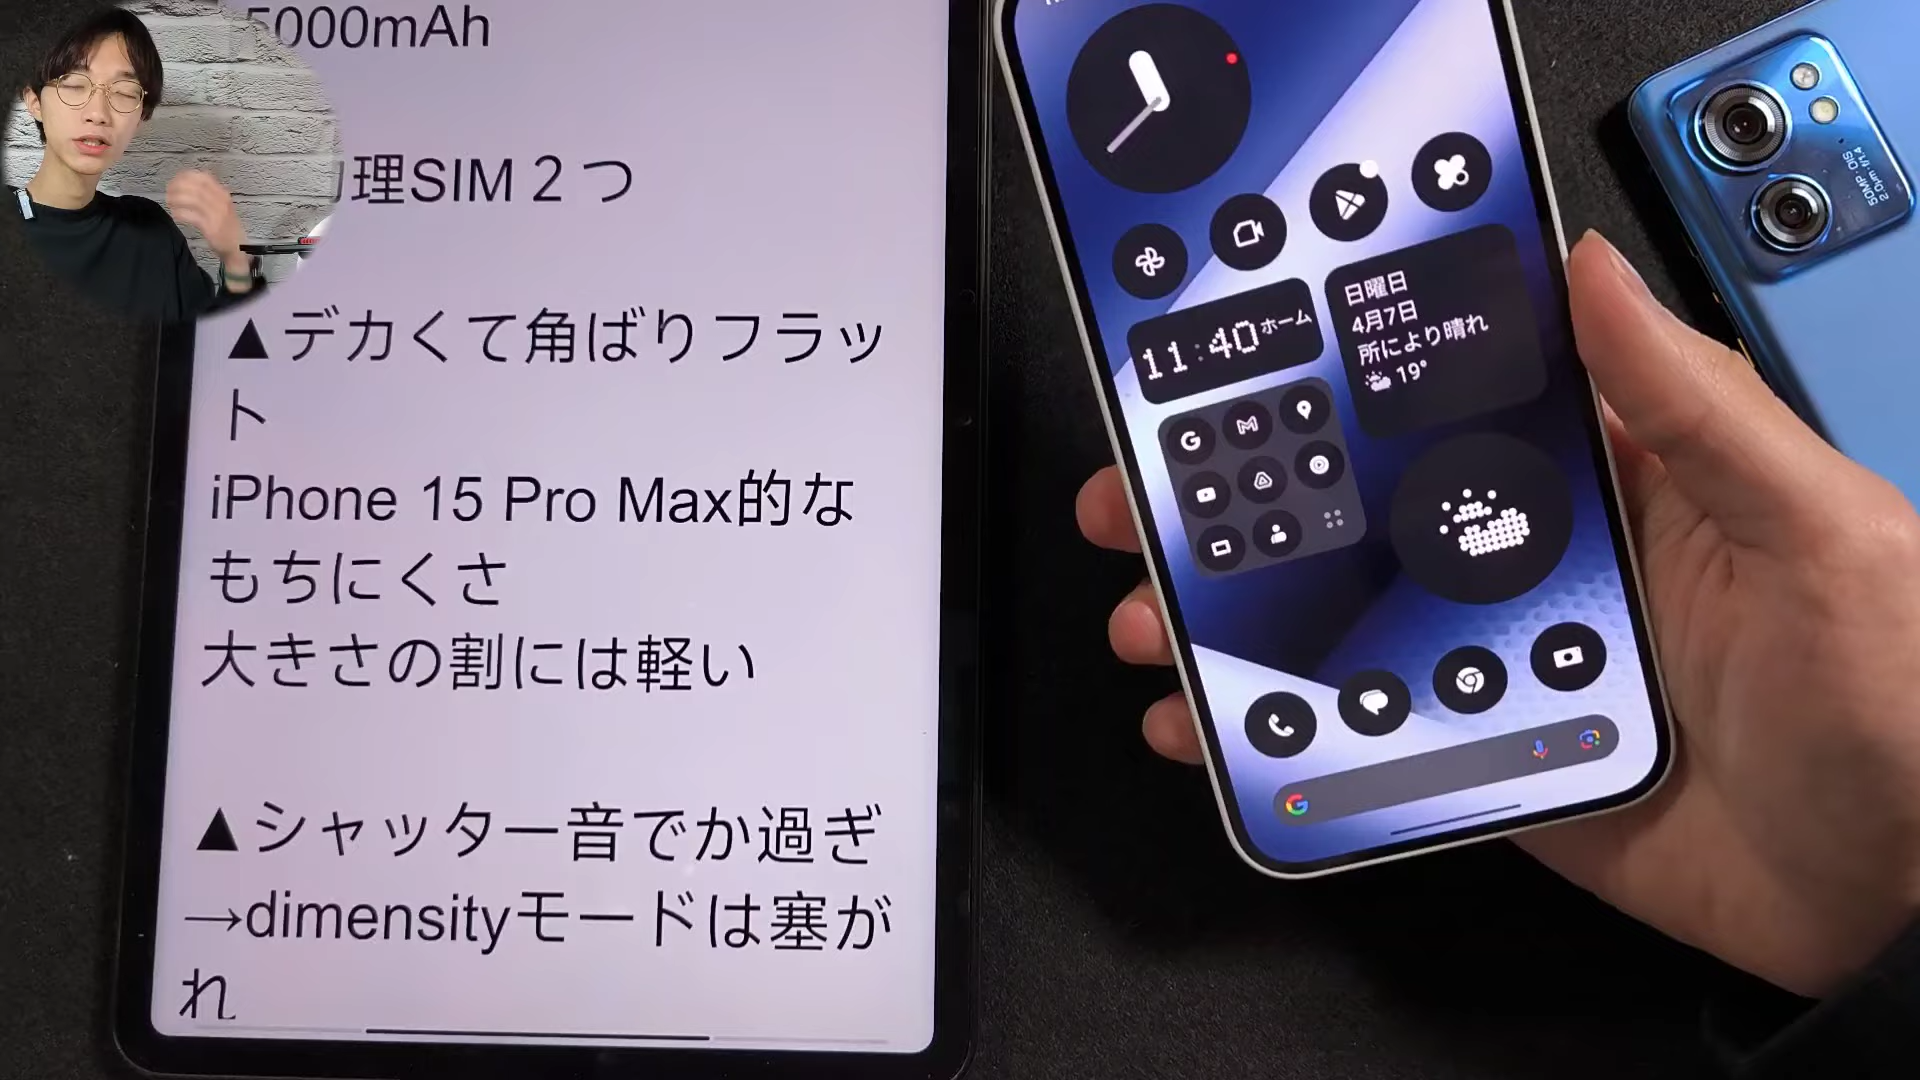 5000mAh
理SIM２つ
▲デカくて角ばりフラッ
ト
iPhone 15 Pro Max的な
もちにくさ
大きさの割には軽い
▲シャッター音でか過ぎ
→dimensityモードは塞が
れ
日曜日
4月7日
所により晴れ
19°
11:40 ホーム
50MP OIS
2.0μm f/1.4